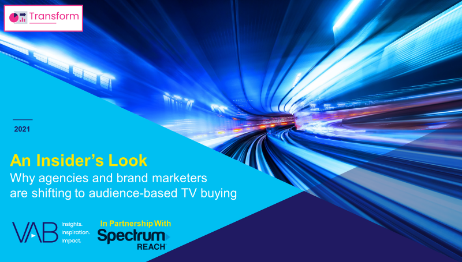 Transform
2021
An Insider's Look
Why agencies and brand marketers
are shifting to audience-based TV buying
VAB
Insights.
Inspiration.
Impact.
In Partnership With
Spectrum
REACH